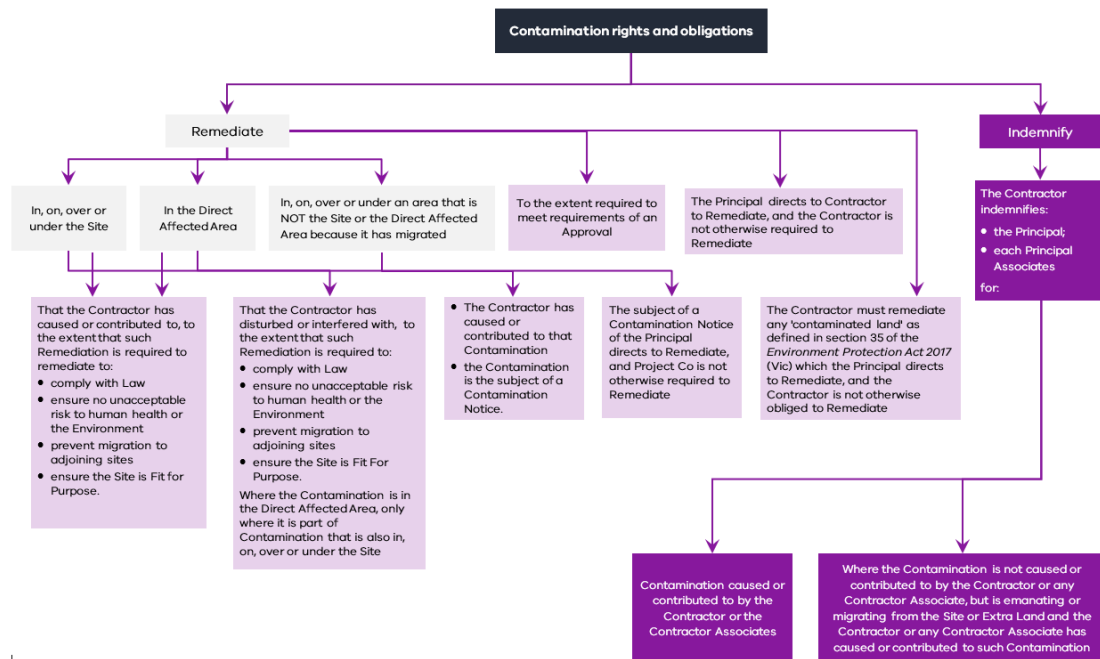 Contamination rights and obligations
Remediate
Indemnify
In, on, over or
under the Site
In the Direct
Affected Area
In, on, over or under an area that is
NOT the Site or the Direct Affected
Area because it has migrated
To the extent required to
meet requirements of an
Approval
The Principal directs to Contractor
to Remediate, and the Contractor is
not otherwise required to
Remediate
The Contractor
indemnifies:
• the Principal;
• each Principal
Associates
for:
That the Contractor has
caused or contributed to, to
the extent that such
Remediation is required to
remediate to:
• comply with Law
• ensure no unacceptable
risk to human health or
the Environment
• prevent migration to
adjoining sites
• ensure the Site is Fit for
Purpose.
That the Contractor has
disturbed or interfered with, to
the extent that such
Remediation is required to:
• comply with Law
• ensure no unacceptable risk
to human health or the
Environment
• prevent migration to
adjoining sites
• ensure the Site is Fit For
Purpose.
Where the Contamination is in
the Direct Affected Area, only
where it is part of
Contamination that is also in,
on, over or under the Site
• The Contractor has
caused or
contributed to that
Contamination
• the Contamination
is the subject of a
Contamination
Notice.
The subject of a
Contamination Notice
of the Principal
directs to Remediate,
and Project Co is not
otherwise required to
Remediate
The Contractor must remediate
any 'contaminated land' as
defined in section 35 of the
Environment Protection Act 2017
(Vic) which the Principal directs
to Remediate, and the
Contractor is not otherwise
obliged to Remediate
Contamination caused or
contributed to by the
Contractor or the
Contractor Associates
Where the Contamination is not caused or
contributed to by the Contractor or any
Contractor Associate, but is emanating or
migrating from the Site or Extra Land and the
Contractor or any Contractor Associate has
caused or contributed to such Contamination